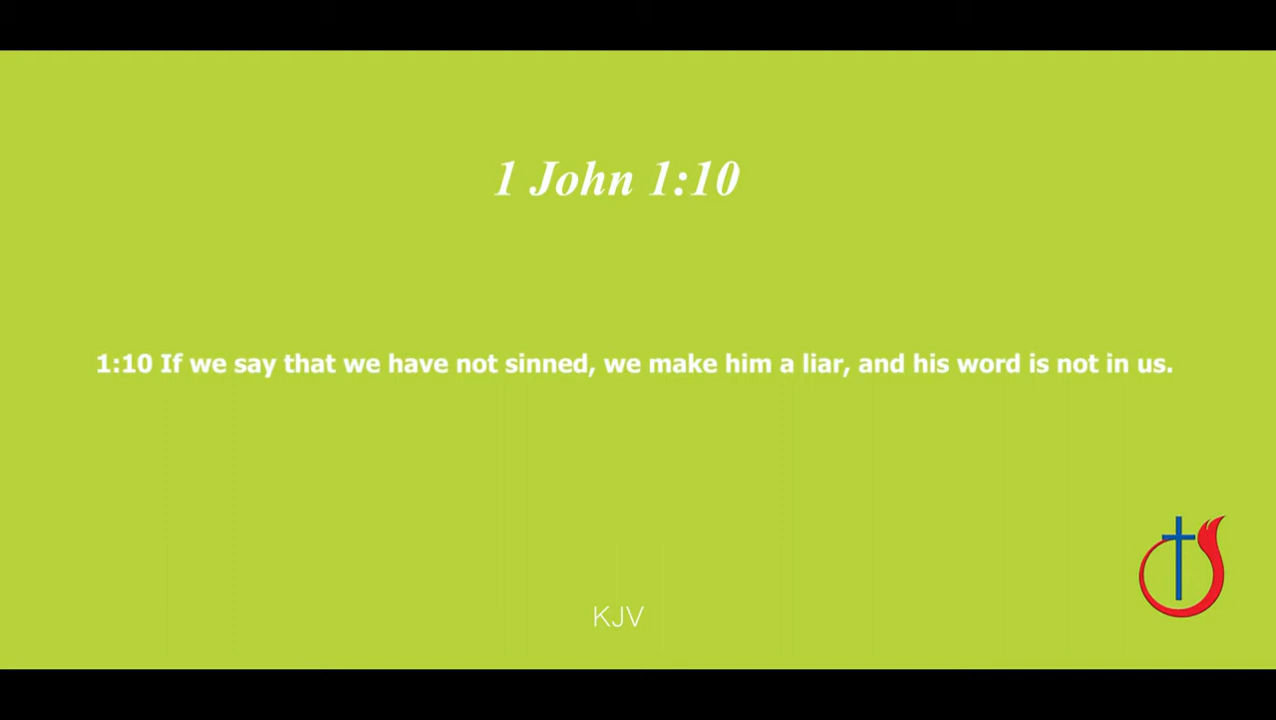 1 John 1:10
1:10 If we say that we have not sinned, we make him a liar, and his word is not in us.
KJV